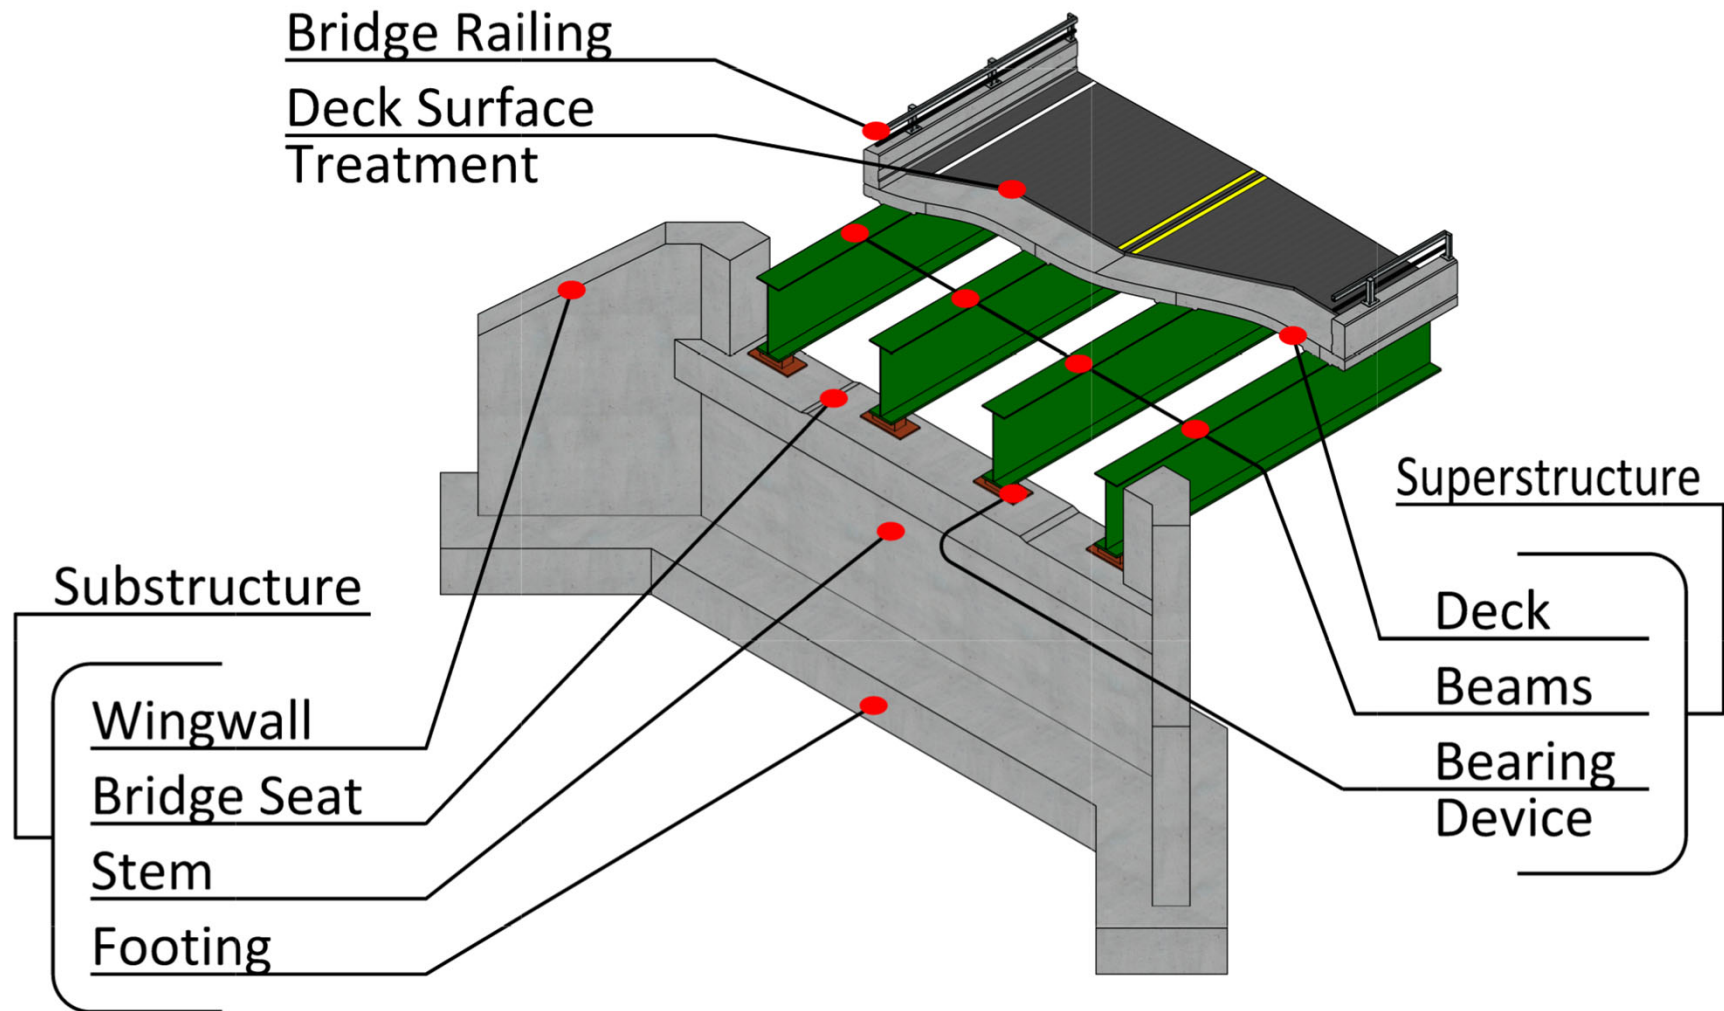 Bridge Railing
Deck Surface
Treatment
Substructure
Wingwall
Bridge Seat
Stem
Footing
Superstructure
Deck
Beams
Bearing
Device